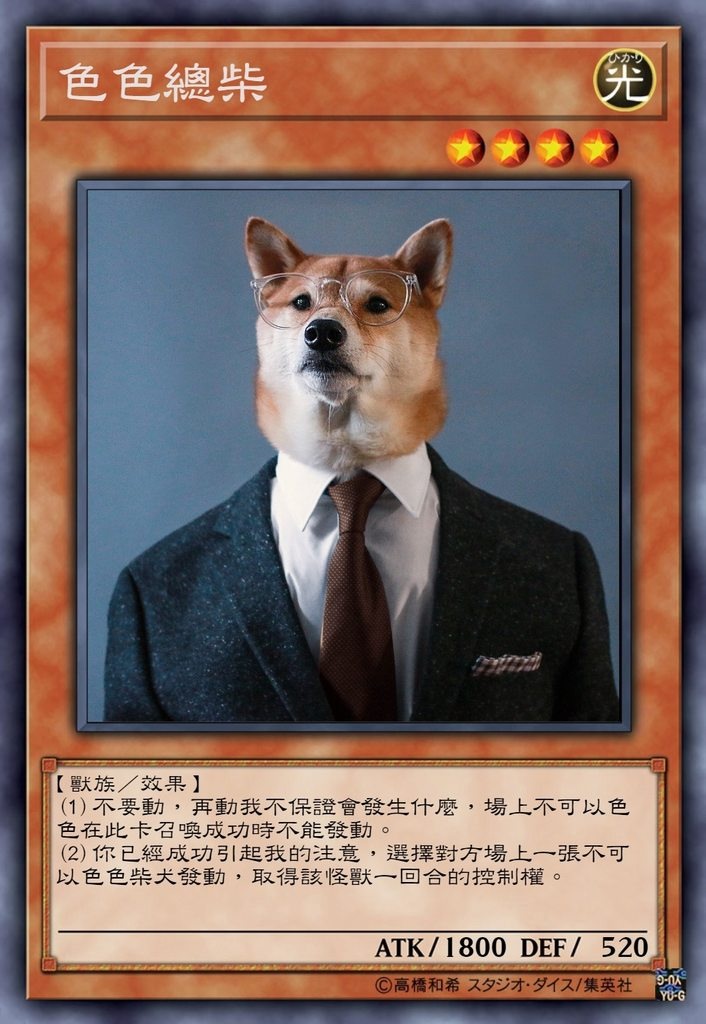 色色總柴
ひかり
光
【獸族／效果】
(1)不要動，再動我不保證會發生什麼，場上不可以色
色在此卡召喚成功時不能發動。
(2)你已經成功引起我的注意，選擇對方場上一張不可
以色色柴犬發動，取得該怪獸一回合的控制權。
ATK/1800 DEF/ 520
©高橋和希 スタジオ・ダイス/集英社
YU-G